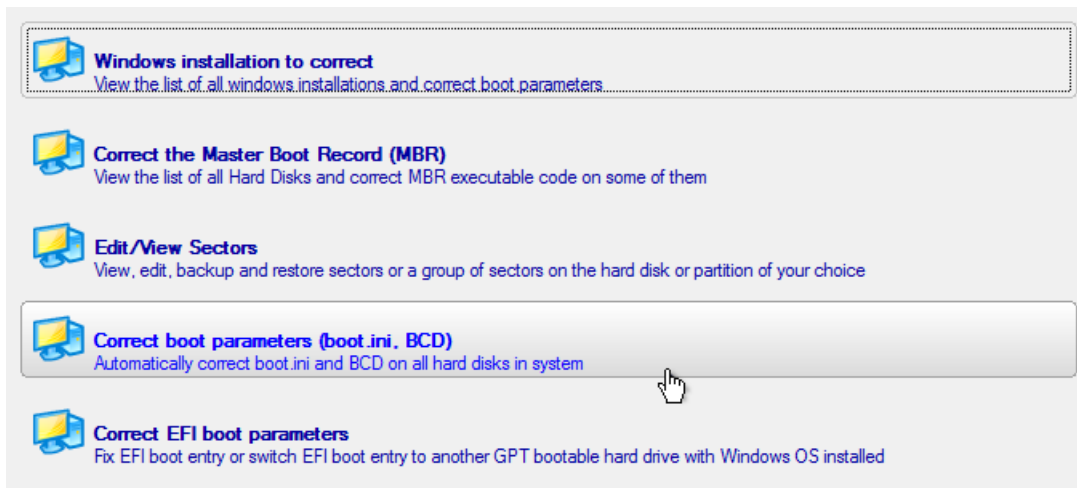 Windows installation to correct
View the list of all windows installations and correct boot parameters
Correct the Master Boot Record (MBR)
View the list of all Hard Disks and correct MBR executable code on some of them
Edit/View Sectors
View, edit, backup and restore sectors or a group of sectors on the hard disk or partition of your choice
Correct boot parameters (boot.ini, BCD)
Automatically correct boot.ini and BCD on all hard disks in system
Correct EFI boot parameters
Fix EFI boot entry or switch EFI boot entry to another GPT bootable hard drive with Windows OS installed